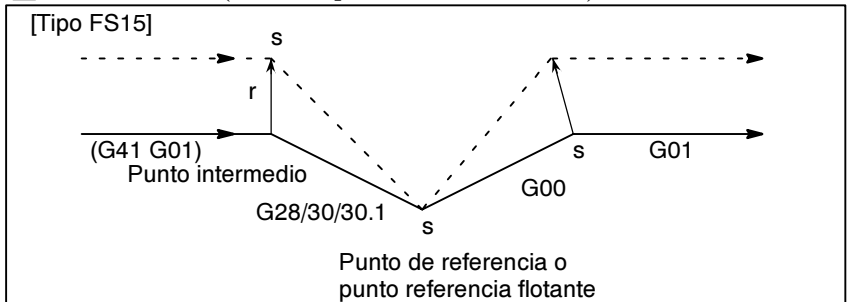 [Tipo FS15]
s
r
(G41 G01)
s
G01
Punto intermedio
G00
G28/30/30.1
s
Punto de referencia o
punto referencia flotante